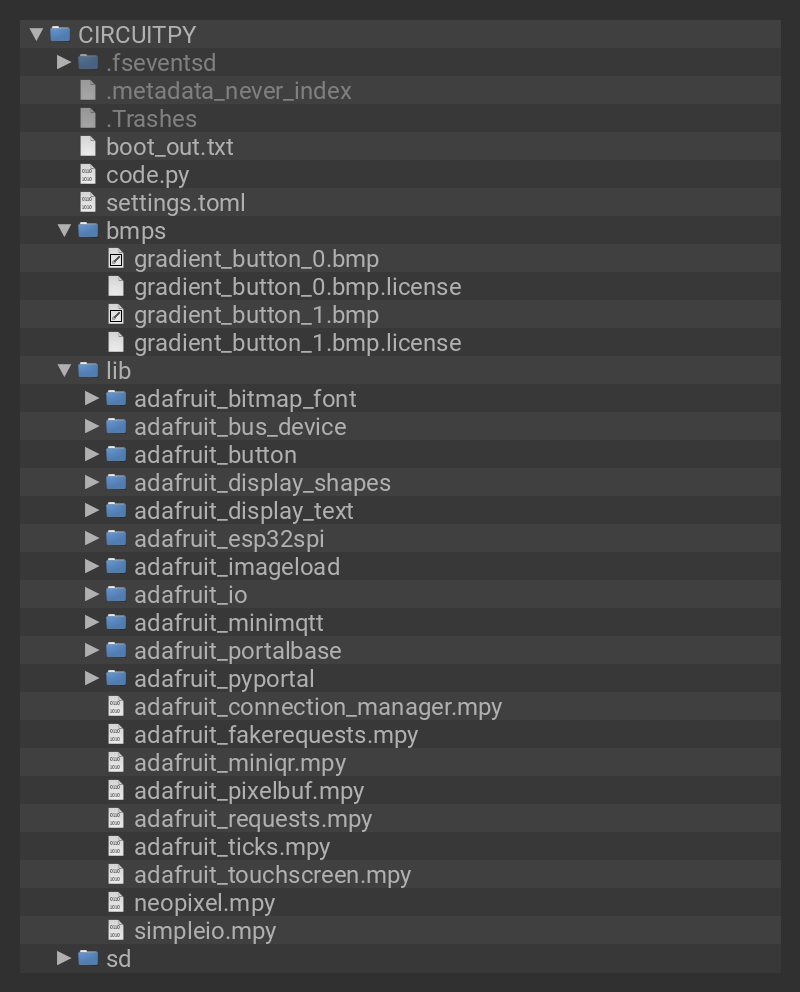 CIRCUITPY
.fseventsd
.metadata_never_index
.Trashes
boot_out.txt
code.py
settings.toml
bmps
gradient_button_0.bmp
gradient_button_0.bmp.license
gradient_button_1.bmp
gradient_button_1.bmp.license
lib
adafruit_bitmap_font
adafruit_bus_device
adafruit_button
adafruit_display_shapes
adafruit_display_text
adafruit_esp32spi
adafruit_imageload
adafruit_io
adafruit_minimqtt
adafruit_portalbase
adafruit_pyportal
adafruit_connection_manager.mpy
adafruit_fakerequests.mpy
adafruit_miniqr.mpy
adafruit_pixelbuf.mpy
adafruit_requests.mpy
adafruit_ticks.mpy
adafruit_touchscreen.mpy
neopixel.mpy
simpleio.mpy
sd